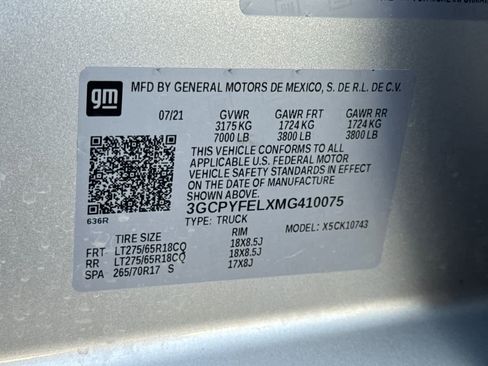 gm
MFD BY GENERAL MOTORS DE MEXICO, S. DE R.L. DE C.V.
07/21 GVWR GAWR FRT GAWR RR
3175 KG 1724 KG 1724 KG
7000 LB 3800 LB 3800 LB
THIS VEHICLE CONFORMS TO ALL
APPLICABLE U.S. FEDERAL MOTOR
VEHICLE SAFETY STANDARDS IN EFFECT
ON THE DATE OF MANUFACTURE
SHOWN ABOVE.
3GCPYFELXMG410075
636R TYPE: TRUCK MODEL: X5CK10743
TIRE SIZE RIM
FRT LT275/65R18CQ 18X8.5J
RR LT275/65R18CQ 18X8.5J
SPA 265/70R17 S 17X8J